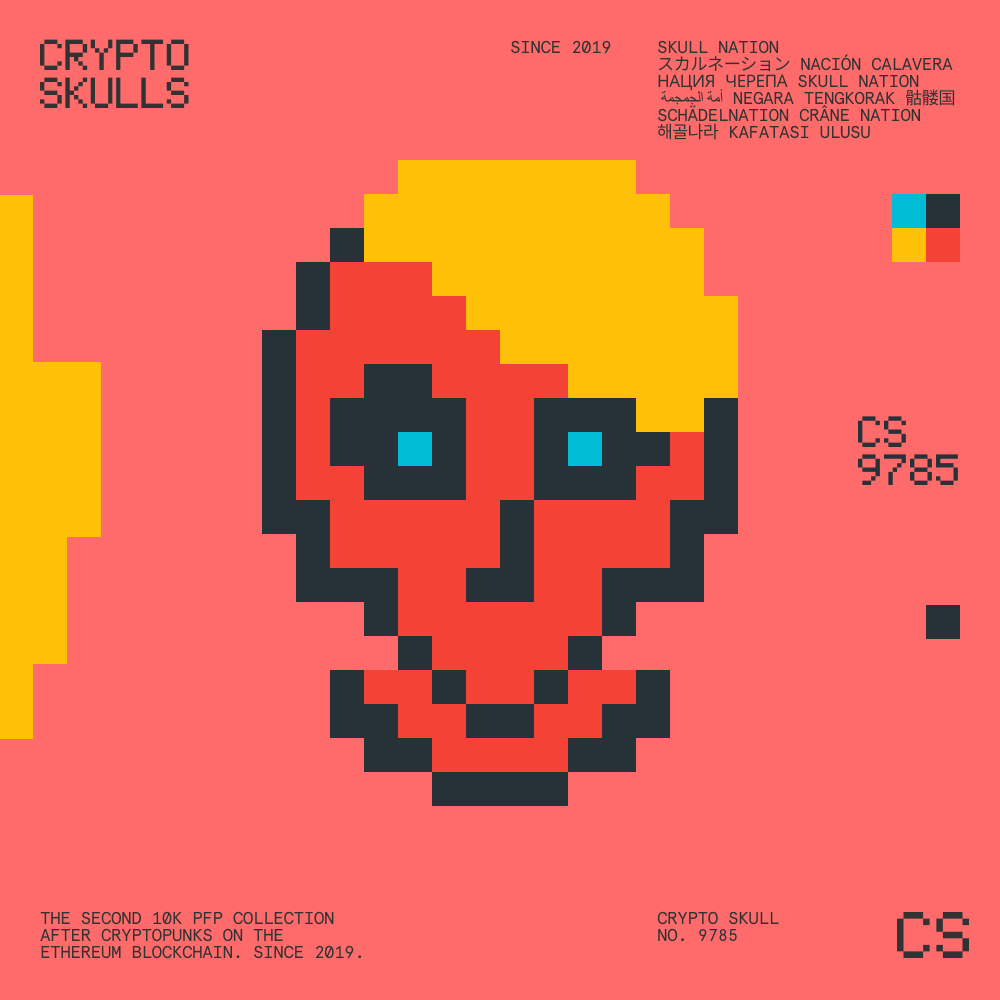 CRYPTO
SKULLS
SINCE 2019
SKULL NATION
スカルネーション NACIÓN CALAVERA
НАЦИЯ ЧЕРЕПА SKULL NATION
أمة الجمجمة NEGARA TENGKORAK 骷髅国
SCHÄDELNATION CRÂNE NATION
해골나라 KAFATASI ULUSU
CS
9785
THE SECOND 10K PFP COLLECTION
AFTER CRYPTOPUNKS ON THE
ETHEREUM BLOCKCHAIN. SINCE 2019.
CRYPTO SKULL
NO. 9785
CS